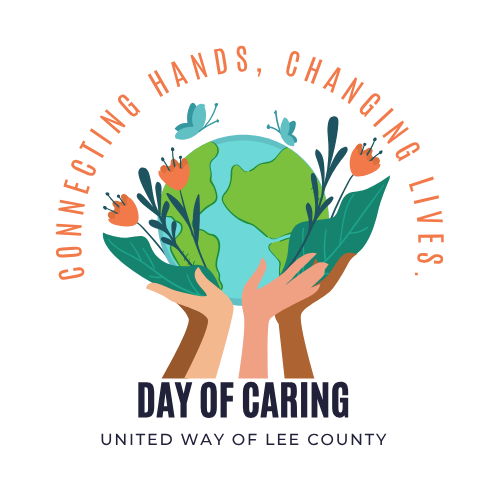 CONNECTING HANDS, CHANGING LIVES.
DAY OF CARING
UNITED WAY OF LEE COUNTY